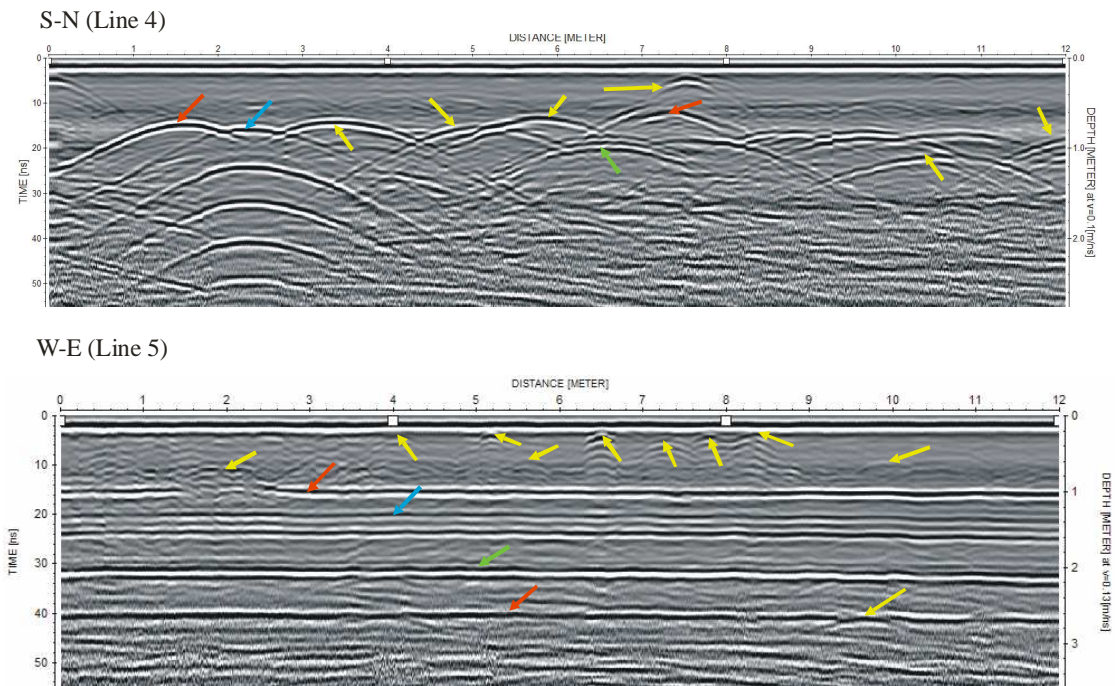 S-N (Line 4)
DISTANCE [METER]
0 1 2 3 4 5 6 7 8 9 10 11 12
TIME [ns]
0
10
20
30
40
50
0.0
1.0
2.0
DEPTH [METER] at v=0.1[m/ns]
W-E (Line 5)
DISTANCE [METER]
0 1 2 3 4 5 6 7 8 9 10 11 12
TIME [ns]
0
10
20
30
40
50
0
1
2
3
DEPTH [METER] at v=0.13[m/ns]